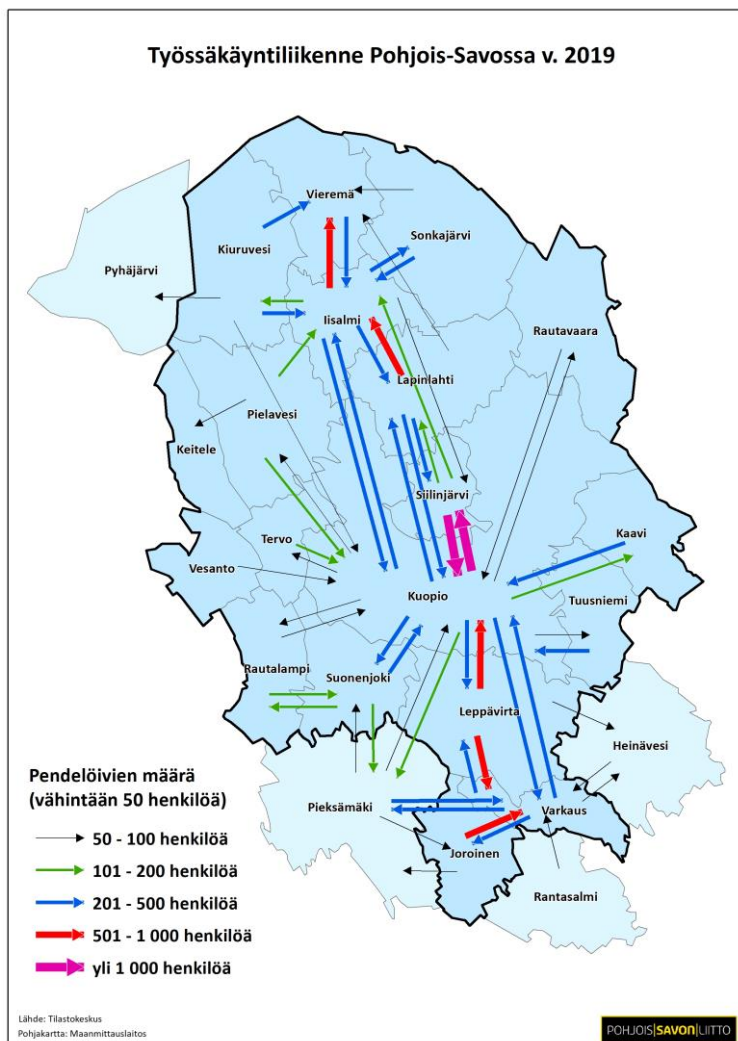 Työssäkäyntiliikenne Pohjois-Savossa v. 2019
Vieremä
Sonkajärvi
Kiuruvesi
Pyhäjärvi
Iisalmi
Rautavaara
Lapinlahti
Pielavesi
Keitele
Siilinjärvi
Tervo
Kaavi
Vesanto
Kuopio
Tuusniemi
Rautalampi
Suonenjoki
Leppävirta
Heinävesi
Pieksämäki
Varkaus
Joroinen
Rantasalmi
Pendelöivien määrä
(vähintään 50 henkilöä)
50 - 100 henkilöä
101 - 200 henkilöä
201 - 500 henkilöä
501 - 1 000 henkilöä
yli 1 000 henkilöä
Lähde: Tilastokeskus
Pohjakartta: Maanmittauslaitos
POHJOIS|SAVON|LIITTO